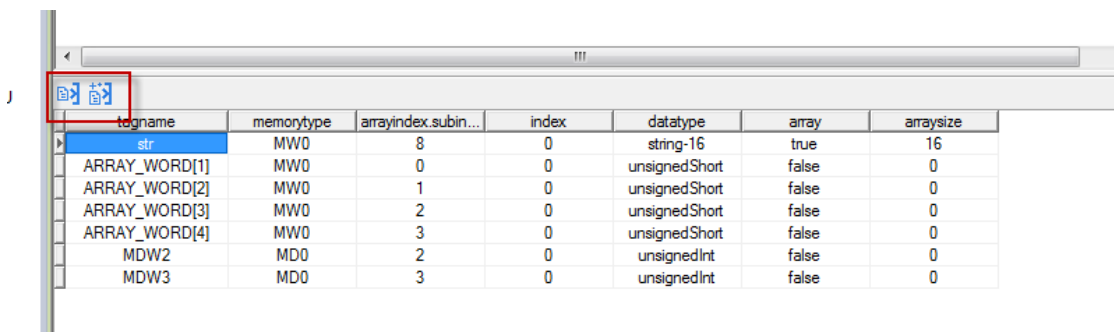 tagname memorytype arrayindex.subin... index datatype array arraysize
str MW0 8 0 string-16 true 16
ARRAY_WORD[1] MW0 0 0 unsignedShort false 0
ARRAY_WORD[2] MW0 1 0 unsignedShort false 0
ARRAY_WORD[3] MW0 2 0 unsignedShort false 0
ARRAY_WORD[4] MW0 3 0 unsignedShort false 0
MDW2 MD0 2 0 unsignedInt false 0
MDW3 MD0 3 0 unsignedInt false 0